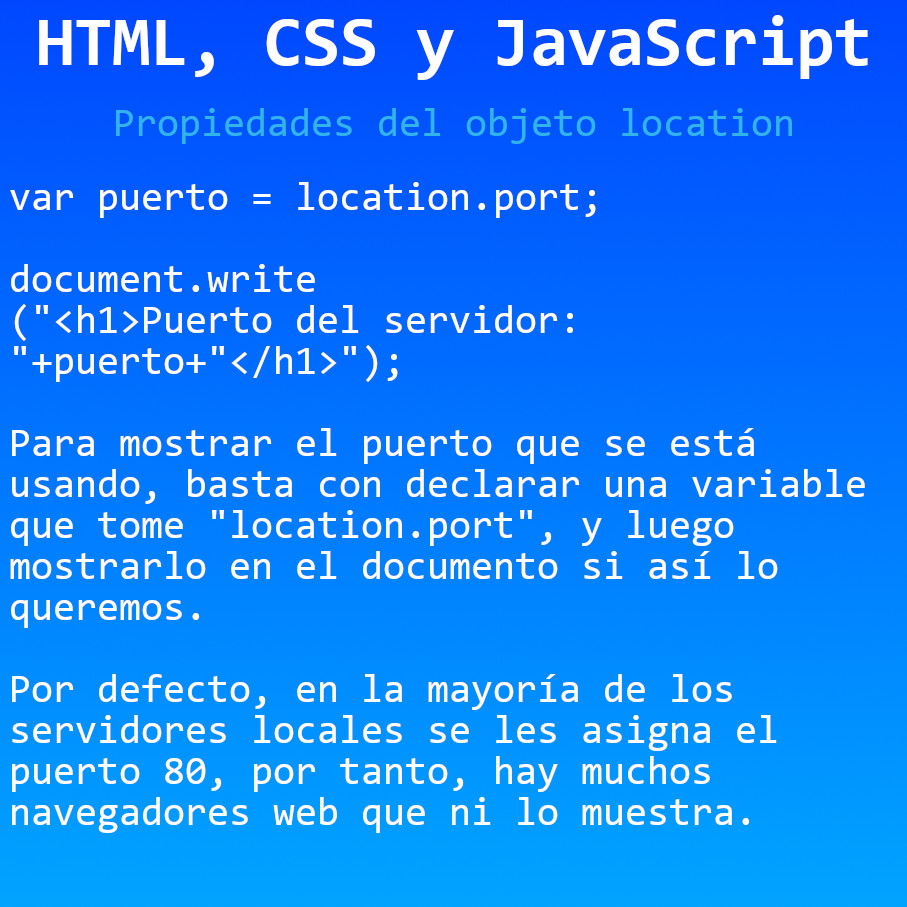 HTML, CSS y JavaScript
Propiedades del objeto location
var puerto = location.port;
document.write
("<h1>Puerto del servidor:
"+puerto+"</h1>");
Para mostrar el puerto que se está
usando, basta con declarar una variable
que tome "location.port", y luego
mostrarlo en el documento si así lo
queremos.
Por defecto, en la mayoría de los
servidores locales se les asigna el
puerto 80, por tanto, hay muchos
navegadores web que ni lo muestra.